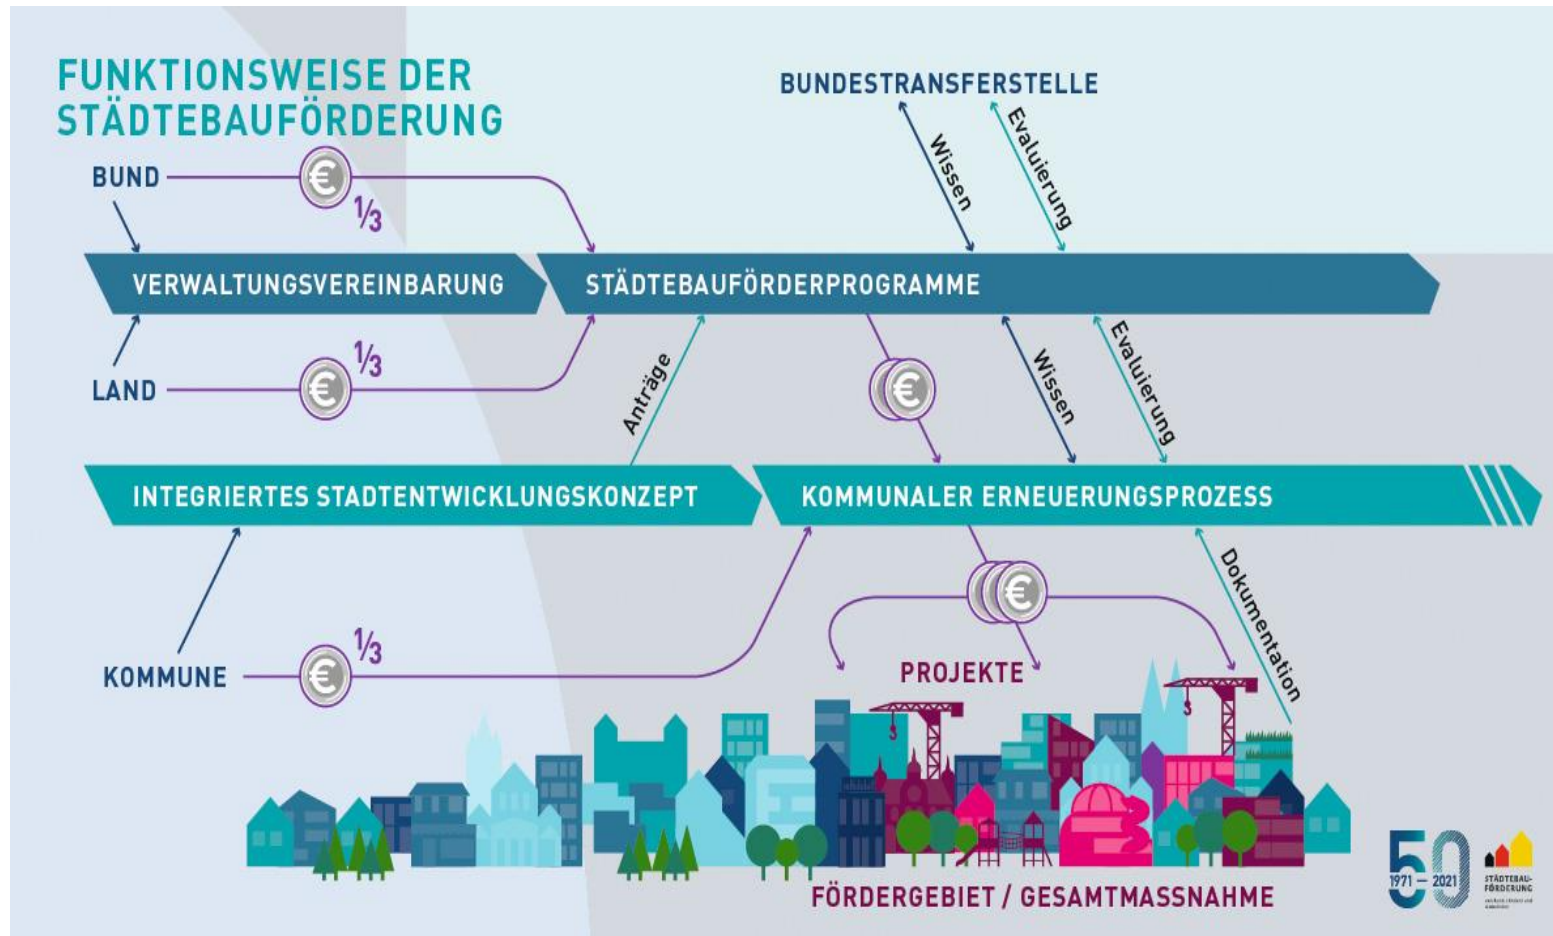 FUNKTIONSWEISE DER
STÄDTEBAUFÖRDERUNG
BUNDESTRANSFERSTELLE
Wissen
Evaluierung
BUND
€
1/3
VERWALTUNGSVEREINBARUNG
STÄDTEBAUFÖRDERPROGRAMME
LAND
€
1/3
Anträge
€
Wissen
Evaluierung
INTEGRIERTES STADTENTWICKLUNGSKONZEPT
KOMMUNALER ERNEUERUNGSPROZESS
€
Dokumentation
KOMMUNE
€
1/3
PROJEKTE
FÖRDERGEBIET / GESAMTMASSNAHME
50
1971 — 2021
STÄDTEBAU-
FÖRDERUNG